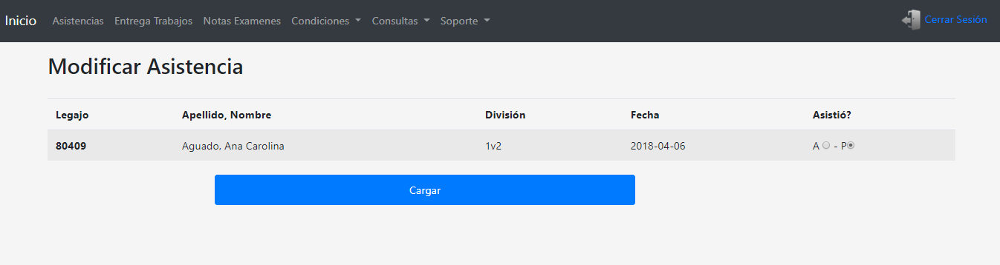 Inicio Asistencias Entrega Trabajos Notas Examenes Condiciones Consultas Soporte Cerrar Sesión
Modificar Asistencia
Legajo Apellido, Nombre División Fecha Asistió?
80409 Aguado, Ana Carolina 1v2 2018-04-06 A - P
Cargar